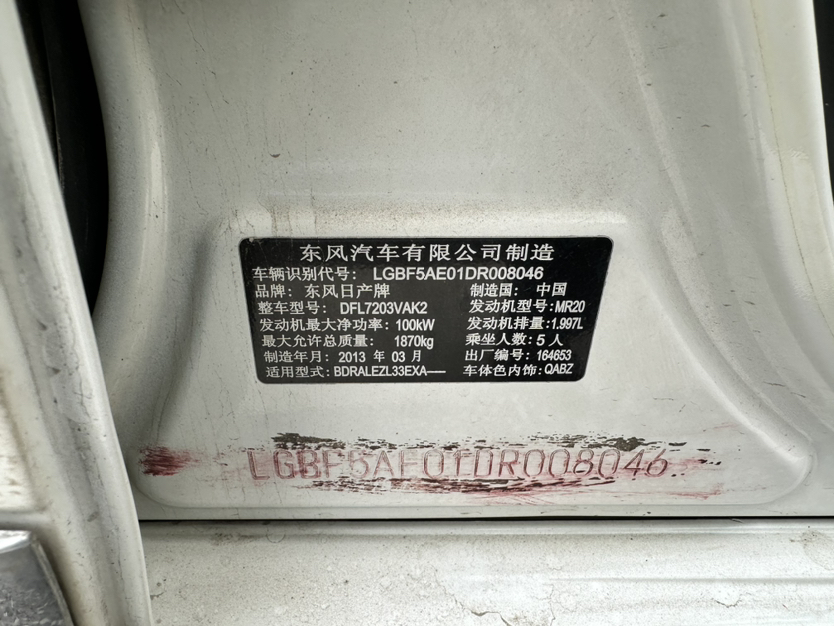 东风汽车有限公司制造
车辆识别代号: LGBF5AE01DR008046
品牌: 东风日产牌 制造国: 中国
整车型号: DFL7203VAK2 发动机型号: MR20
发动机最大净功率: 100kW 发动机排量: 1.997L
最大允许总质量: 1870kg 乘坐人数: 5 人
制造年月: 2013 年 03 月 出厂编号: 164653
适用型式: BDRALEZL33EXA----- 车体色内饰: QABZ
LGBF5AE01DR008046